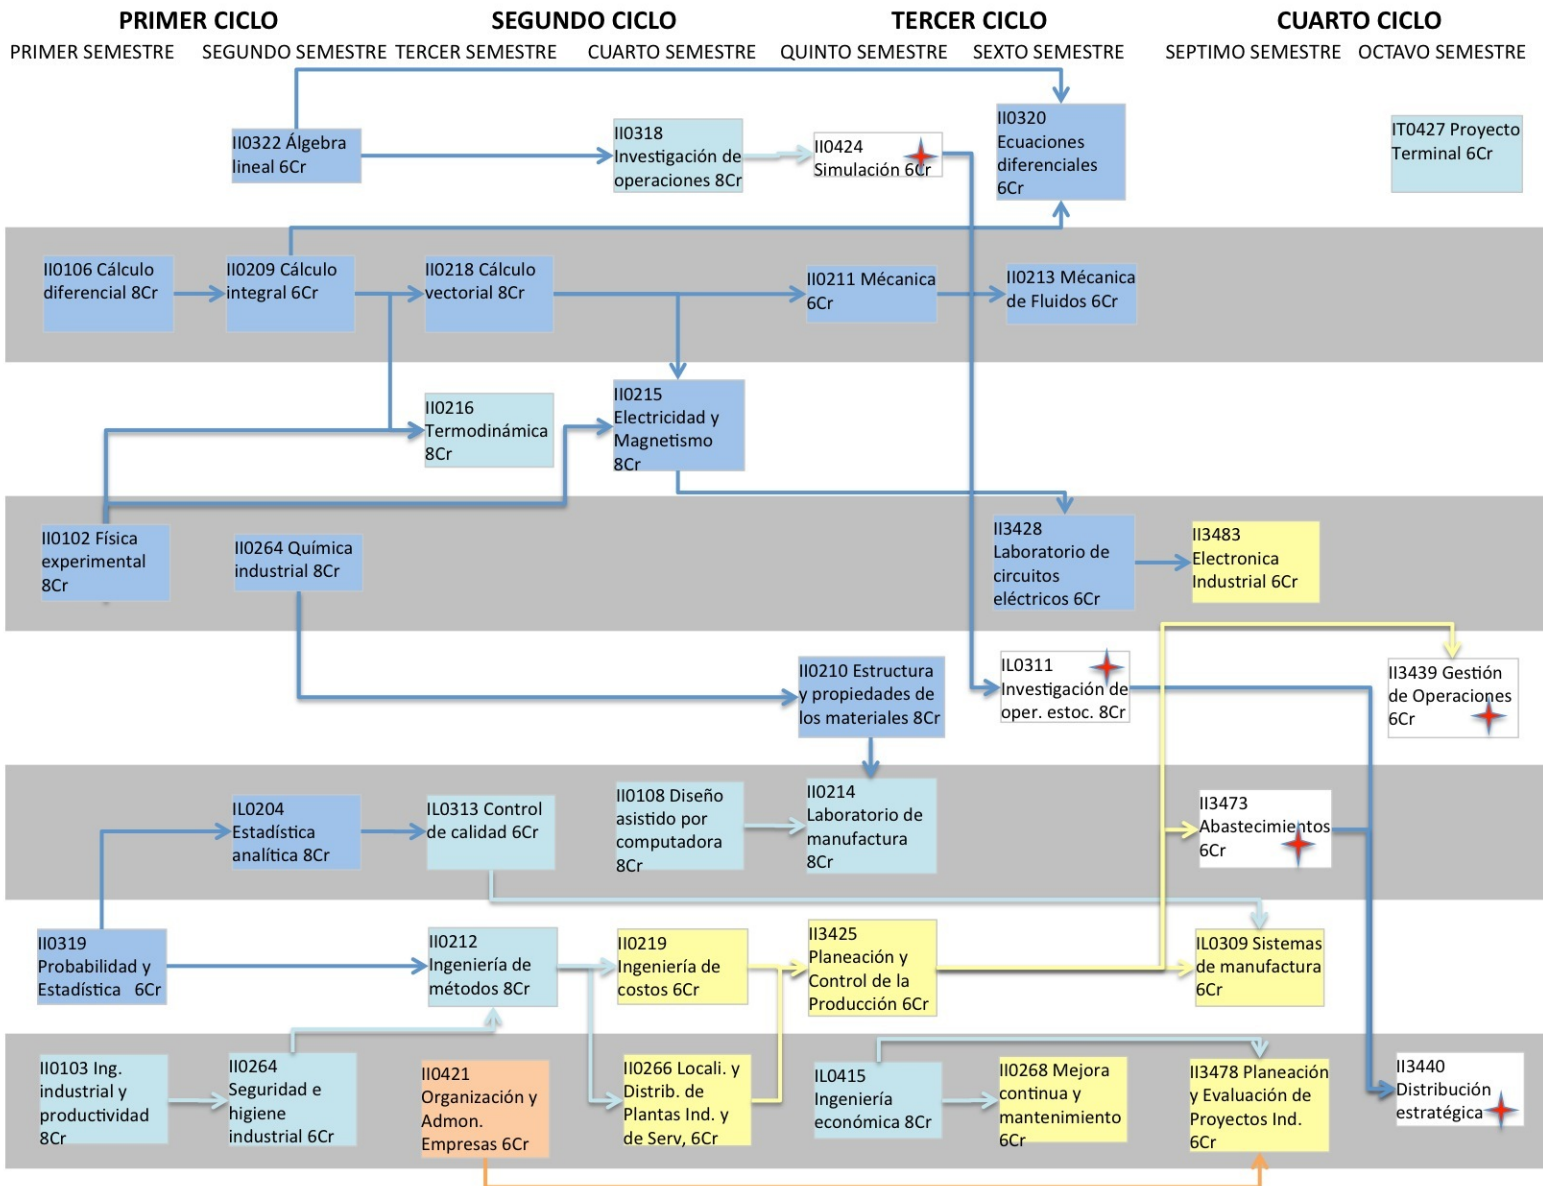 PRIMER CICLO
SEGUNDO CICLO
TERCER CICLO
CUARTO CICLO
PRIMER SEMESTRE
SEGUNDO SEMESTRE
TERCER SEMESTRE
CUARTO SEMESTRE
QUINTO SEMESTRE
SEXTO SEMESTRE
SEPTIMO SEMESTRE
OCTAVO SEMESTRE
II0322 Álgebra
lineal 6Cr
II0318
Investigación de
operaciones 8Cr
II0424
Simulación 6Cr
II0320
Ecuaciones
diferenciales
6Cr
IT0427 Proyecto
Terminal 6Cr
II0106 Cálculo
diferencial 8Cr
II0209 Cálculo
integral 6Cr
II0218 Cálculo
vectorial 8Cr
II0211 Mécanica
6Cr
II0213 Mécanica
de Fluidos 6Cr
II0216
Termodinámica
8Cr
II0215
Electricidad y
Magnetismo
8Cr
II0102 Física
experimental
8Cr
II0264 Química
industrial 8Cr
II3428
Laboratorio de
circuitos
eléctricos 6Cr
II3483
Electronica
Industrial 6Cr
II0210 Estructura
y propiedades de
los materiales 8Cr
IL0311
Investigación de
oper. estoc. 8Cr
II3439 Gestión
de Operaciones
6Cr
IL0204
Estadística
analítica 8Cr
IL0313 Control
de calidad 6Cr
II0108 Diseño
asistido por
computadora
8Cr
II0214
Laboratorio de
manufactura
8Cr
II3473
Abastecimientos
6Cr
II0319
Probabilidad y
Estadística 6Cr
II0212
Ingeniería de
métodos 8Cr
II0219
Ingeniería de
costos 6Cr
II3425
Planeación y
Control de la
Producción 6Cr
IL0309 Sistemas
de manufactura
6Cr
II0103 Ing.
industrial y
productividad
8Cr
II0264
Seguridad e
higiene
industrial 6Cr
II0421
Organización y
Admon.
Empresas 6Cr
II0266 Locali. y
Distrib. de
Plantas Ind. y
de Serv, 6Cr
IL0415
Ingeniería
económica 8Cr
II0268 Mejora
continua y
mantenimiento
6Cr
II3478 Planeación
y Evaluación de
Proyectos Ind.
6Cr
II3440
Distribución
estratégica